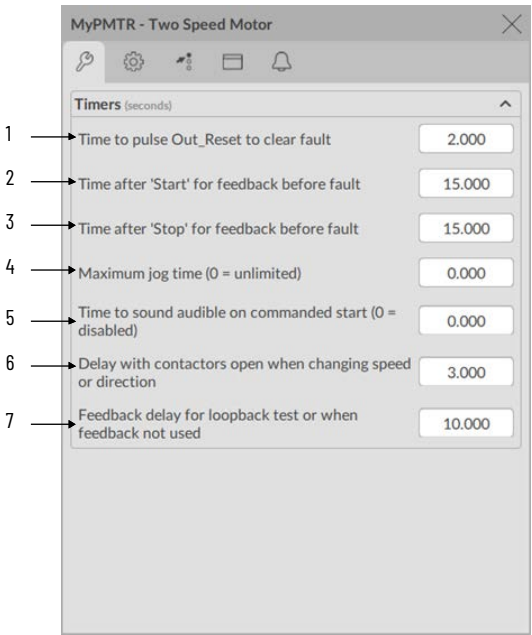 MyPMTR - Two Speed Motor
Timers (seconds)
1 Time to pulse Out_Reset to clear fault 2.000
2 Time after 'Start' for feedback before fault 15.000
3 Time after 'Stop' for feedback before fault 15.000
4 Maximum jog time (0 = unlimited) 0.000
5 Time to sound audible on commanded start (0 =
disabled) 0.000
6 Delay with contactors open when changing speed
or direction 3.000
7 Feedback delay for loopback test or when
feedback not used 10.000